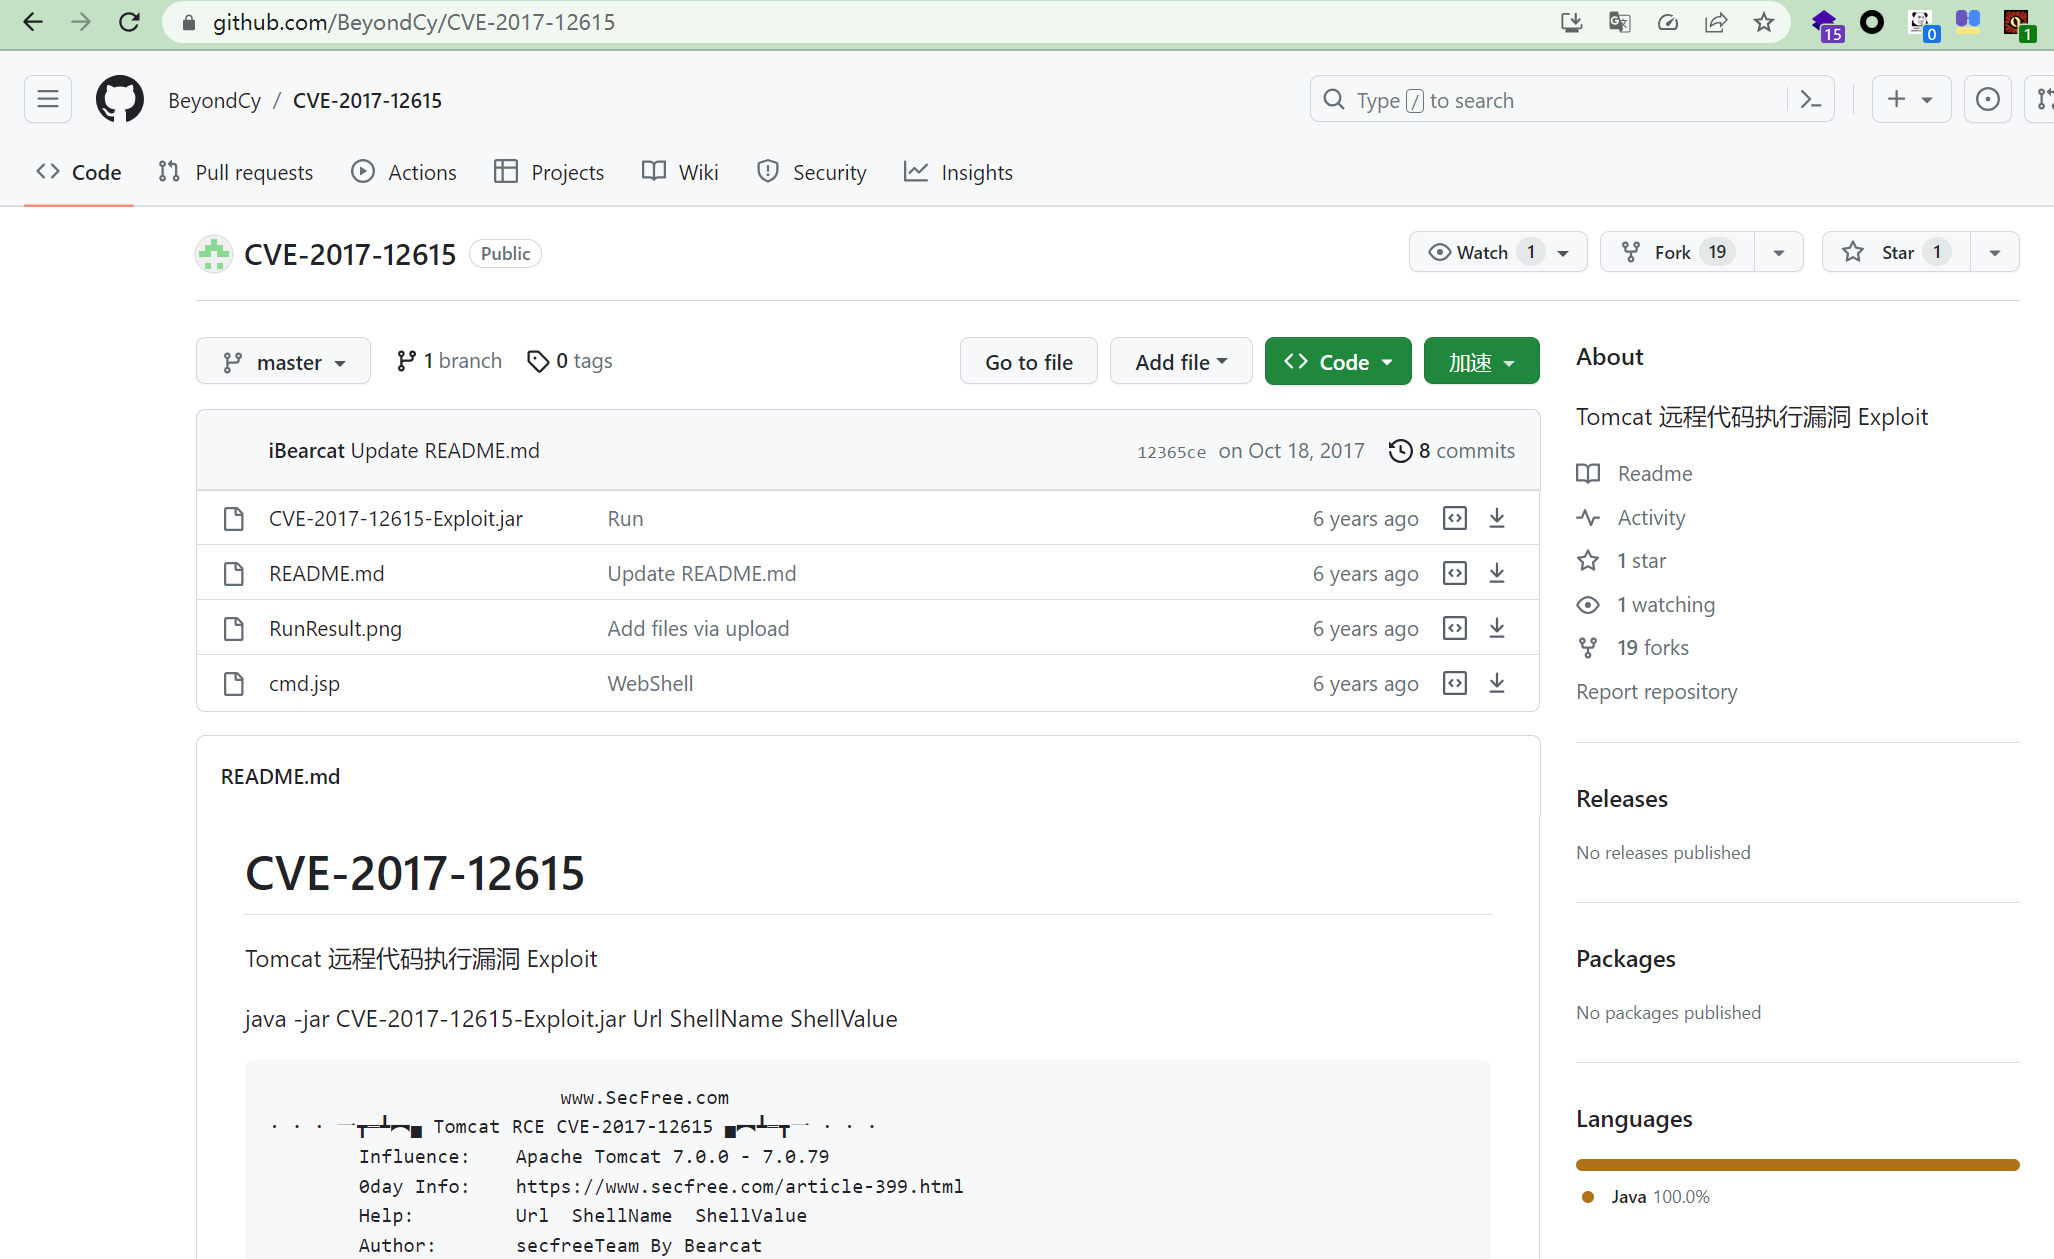 github.com/BeyondCy/CVE-2017-12615
15
0
1
BeyondCy / CVE-2017-12615
Type / to search
Code
Pull requests
Actions
Projects
Wiki
Security
Insights
CVE-2017-12615 Public
Watch 1
Fork 19
Star 1
master
1 branch
0 tags
Go to file
Add file
Code
加速
iBearcat Update README.md 12365ce on Oct 18, 2017 8 commits
CVE-2017-12615-Exploit.jar Run 6 years ago
README.md Update README.md 6 years ago
RunResult.png Add files via upload 6 years ago
cmd.jsp WebShell 6 years ago
README.md
CVE-2017-12615
Tomcat 远程代码执行漏洞 Exploit
java -jar CVE-2017-12615-Exploit.jar Url ShellName ShellValue
www.SecFree.com
Tomcat RCE CVE-2017-12615
Influence: Apache Tomcat 7.0.0 - 7.0.79
0day Info: https://www.secfree.com/article-399.html
Help: Url ShellName ShellValue
Author: secfreeTeam By Bearcat
About
Tomcat 远程代码执行漏洞 Exploit
Readme
Activity
1 star
1 watching
19 forks
Report repository
Releases
No releases published
Packages
No packages published
Languages
Java 100.0%